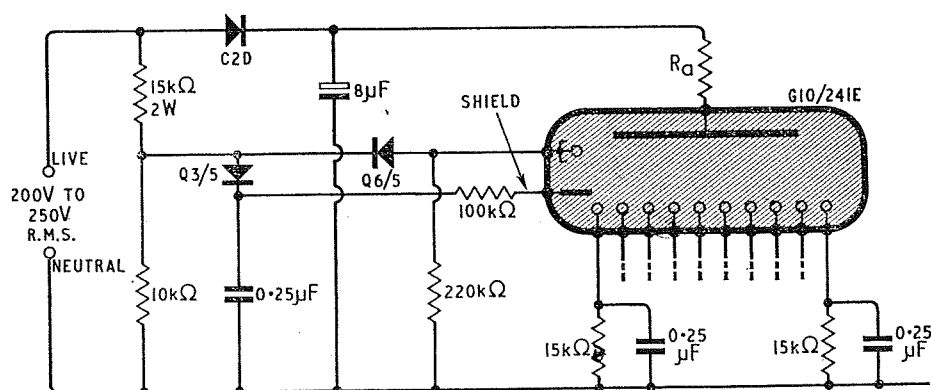 C2D
15kΩ
2W
8μF
Ra
SHIELD
G10/241E
LIVE
200V TO
250V
R.M.S.
NEUTRAL
Q3/5
Q6/5
100kΩ
10kΩ
0·25μF
220kΩ
15kΩ
0·25
μF
15kΩ
0·25
μF